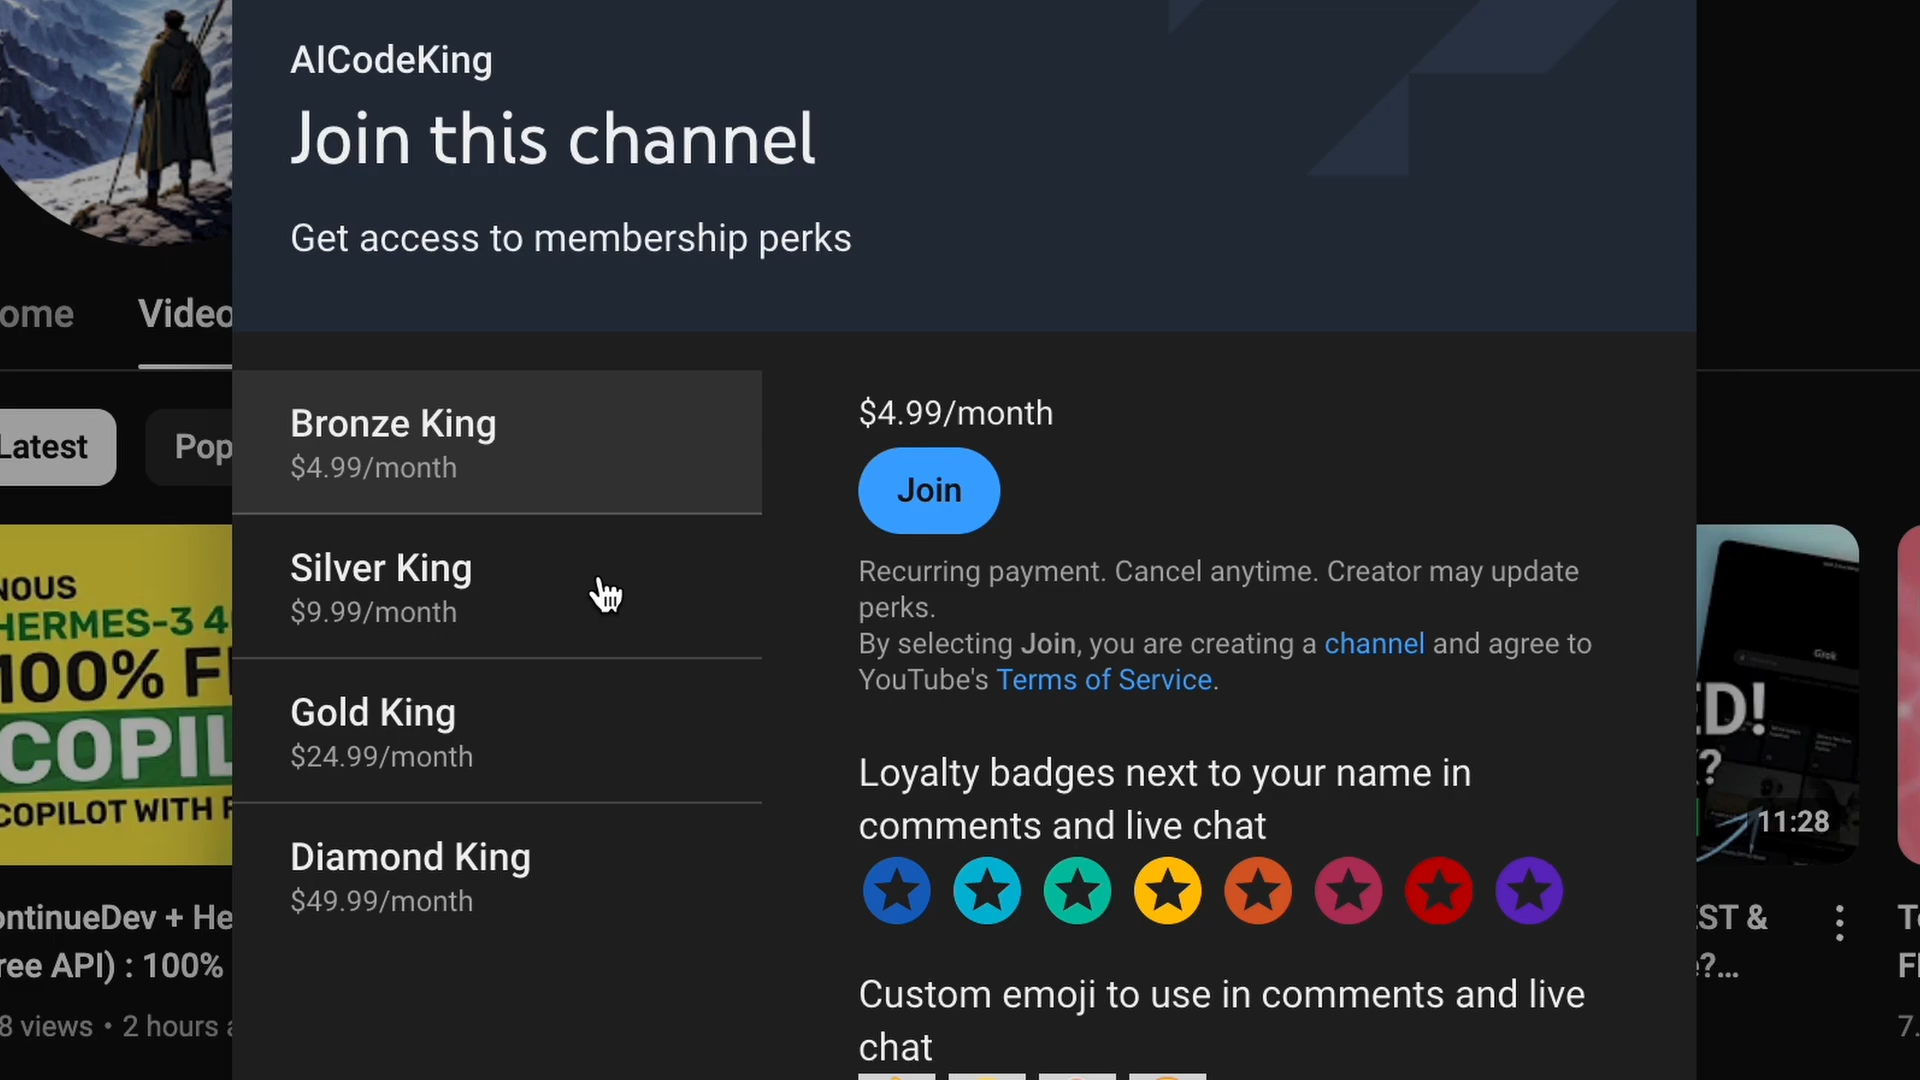 AICodeKing
Join this channel
Get access to membership perks
ome
Video
Latest
Pop
Bronze King
$4.99/month
Silver King
$9.99/month
Gold King
$24.99/month
Diamond King
$49.99/month
$4.99/month
Join
Recurring payment. Cancel anytime. Creator may update
perks.
By selecting Join, you are creating a channel and agree to
YouTube's Terms of Service.
Loyalty badges next to your name in
comments and live chat
Custom emoji to use in comments and live
chat
NOUS
HERMES-3 4
100% F
COPIL
COPILOT WITH
ontinueDev + He
ree API) : 100%
8 views • 2 hours a
Grok
D!
?
11:28
ST &
?...
T
F
7.